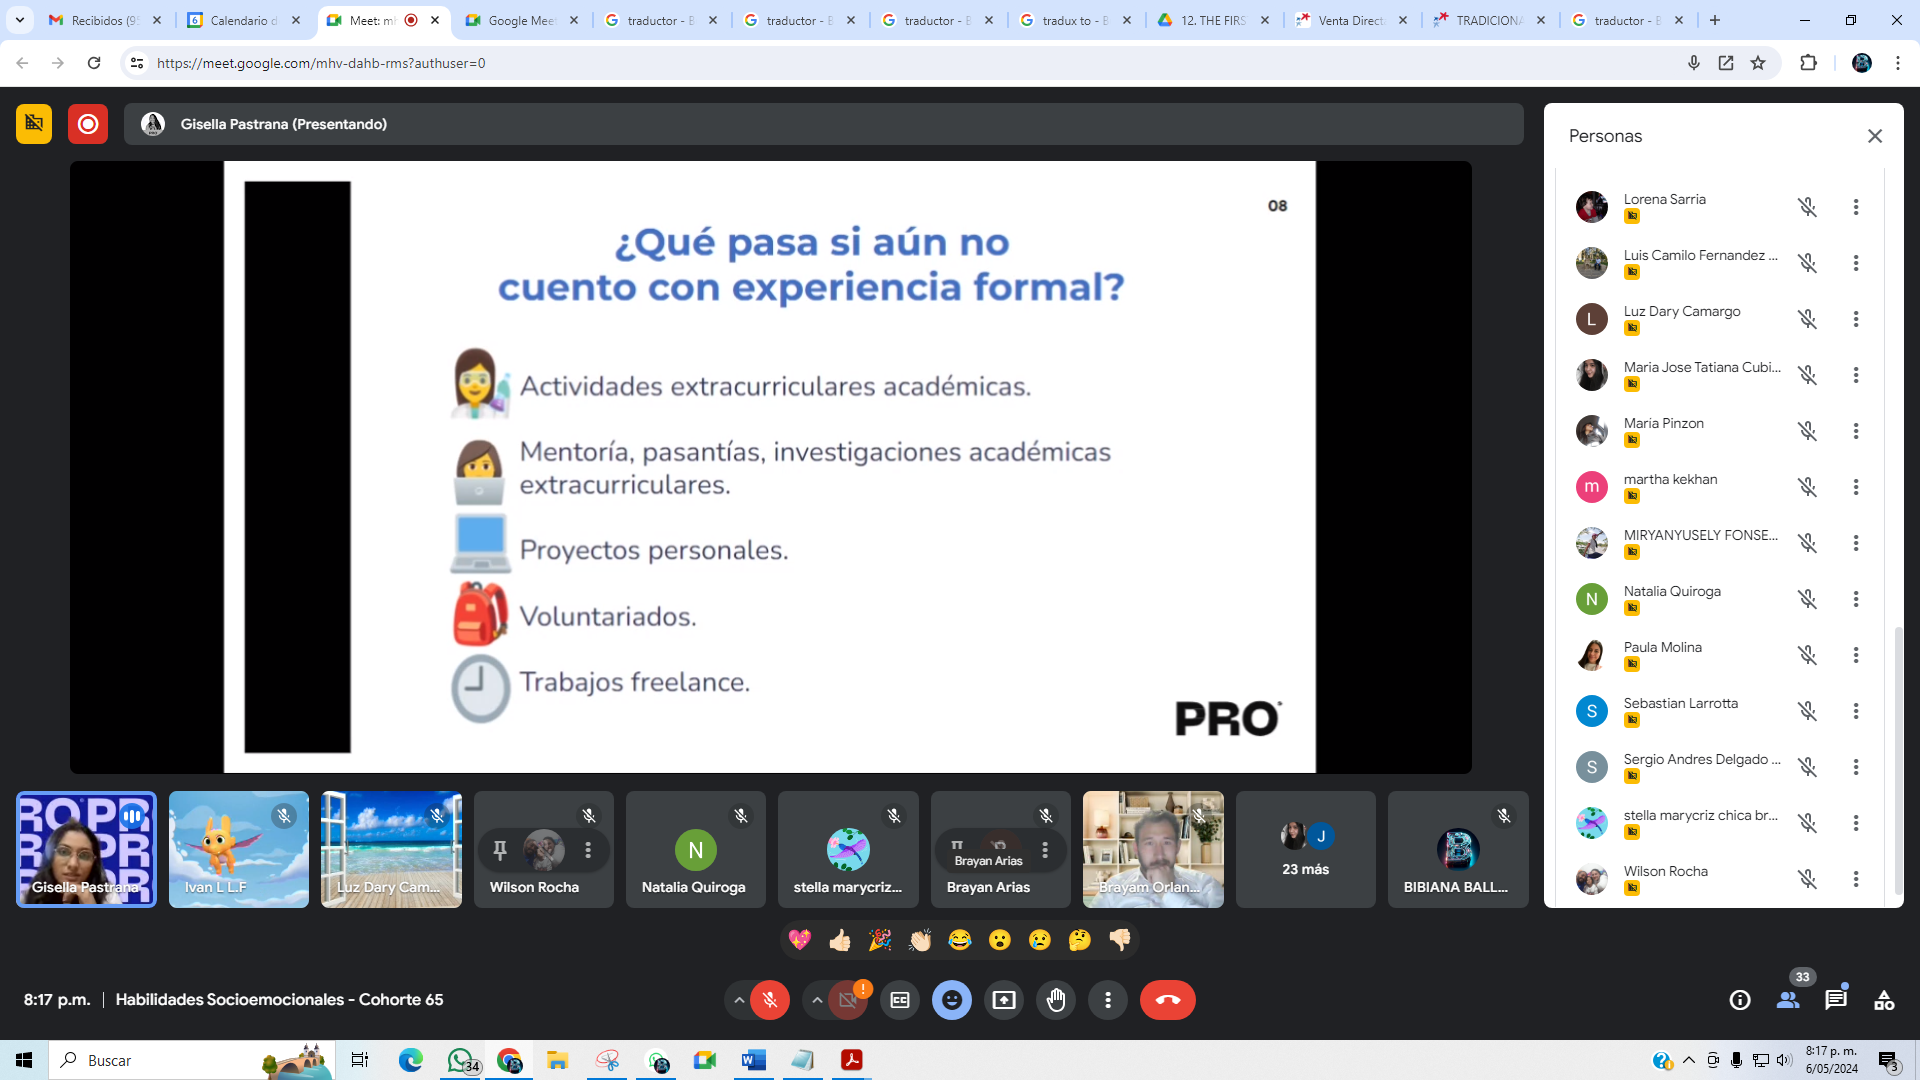 Recibidos (95
Calendario d
Meet: mh
Google Mee
traductor - B
traductor - B
traductor - B
tradux to - B
12. THE FIRS
Venta Direct
TRADICIONA
traductor - B
https://meet.google.com/mhv-dahb-rms?authuser=0
Gisella Pastrana (Presentando)
08
¿Qué pasa si aún no
cuento con experiencia formal?
Actividades extracurriculares académicas.
Mentoría, pasantías, investigaciones académicas
extracurriculares.
Proyectos personales.
Voluntariados.
Trabajos freelance.
PRO
Personas
Lorena Sarria
Luis Camilo Fernandez ...
L
Luz Dary Camargo
Maria Jose Tatiana Cubi...
Maria Pinzon
m
martha kekhan
MIRYANYUSELY FONSE...
N
Natalia Quiroga
Paula Molina
S
Sebastian Larrotta
S
Sergio Andres Delgado ...
stella marycriz chica br...
Wilson Rocha
Gisella Pastrana
Ivan L L.F
Luz Dary Cam...
Wilson Rocha
N
Natalia Quiroga
stella marycriz...
Brayan Arias
Brayan Arias
Brayam Orlan...
J
23 más
BIBIANA BALL...
8:17 p.m. | Habilidades Socioemocionales - Cohorte 65
33
Buscar
34
8:17 p. m.
6/05/2024
3